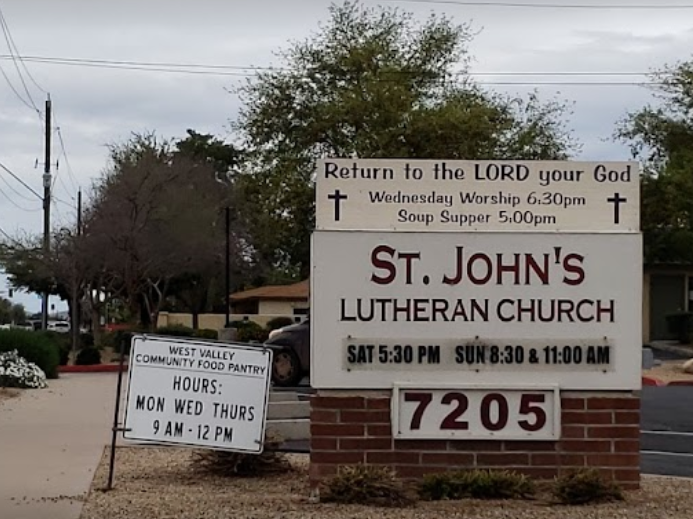 Return to the LORD your God
Wednesday Worship 6:30pm
Soup Supper 5:00pm
ST. JOHN'S
LUTHERAN CHURCH
SAT 5:30 PM SUN 8:30 & 11:00 AM
7205
WEST VALLEY
COMMUNITY FOOD PANTRY
HOURS:
MON WED THURS
9 AM - 12 PM